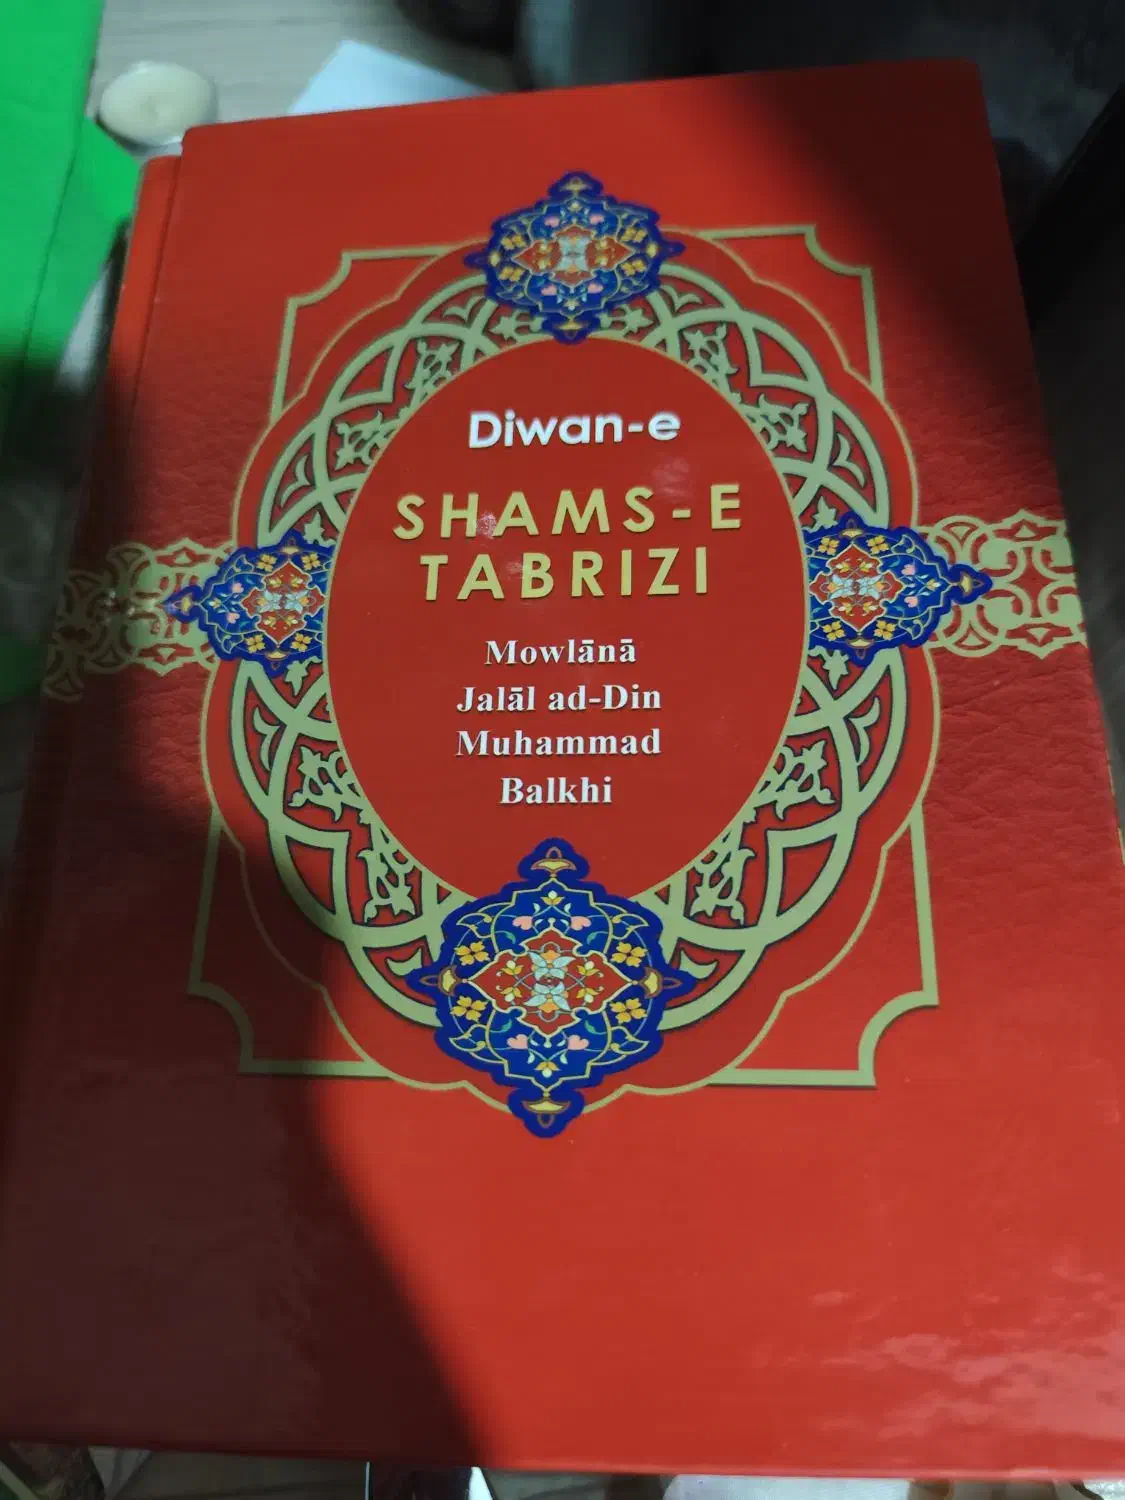 Diwan-e
SHAMS-E
TABRIZI
Mowlānā
Jalāl ad-Din
Muhammad
Balkhi